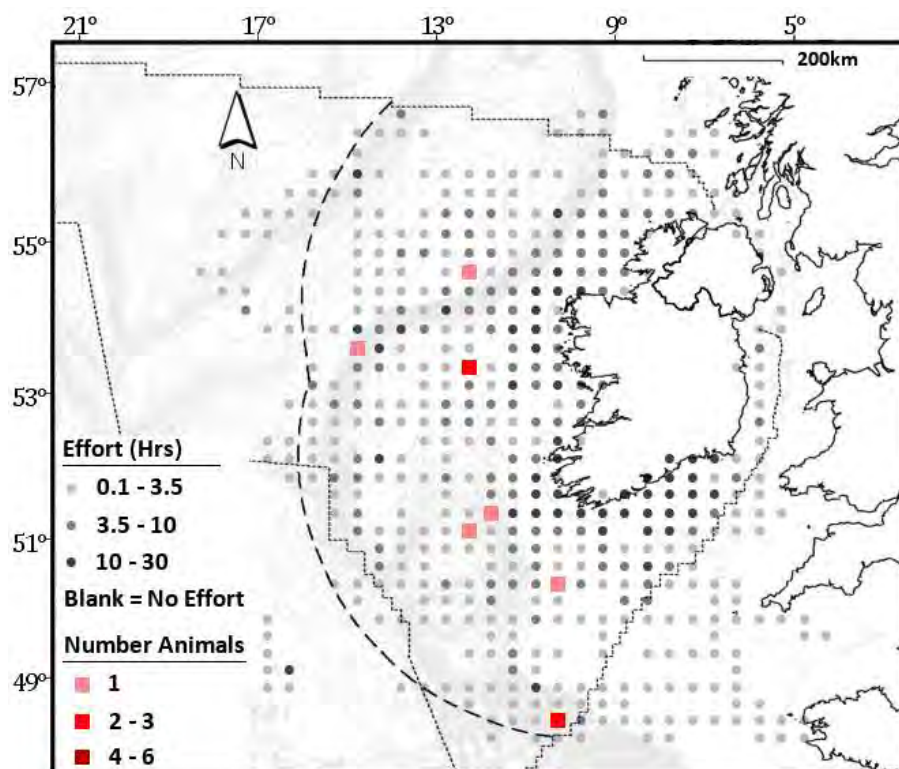 21º 17º 13º 9º 5º
200km
57º
N
55º
53º
51º
49º
Effort (Hrs)
0.1 - 3.5
3.5 - 10
10 - 30
Blank = No Effort
Number Animals
1
2 - 3
4 - 6